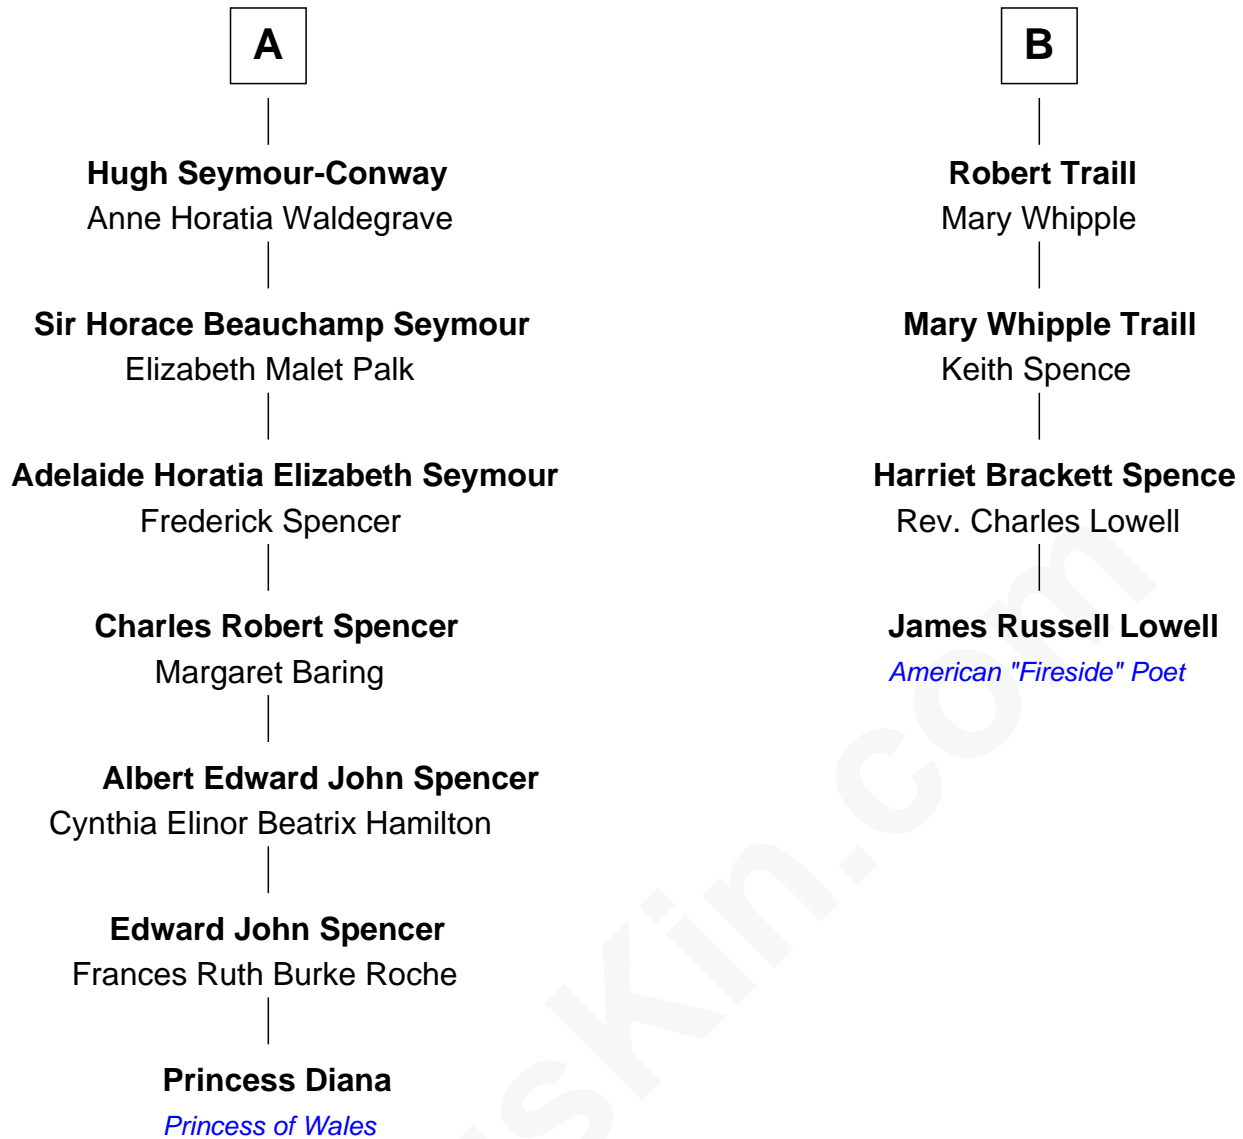 A
Hugh Seymour-Conway
Anne Horatia Waldegrave
Sir Horace Beauchamp Seymour
Elizabeth Malet Palk
Adelaide Horatia Elizabeth Seymour
Frederick Spencer
Charles Robert Spencer
Margaret Baring
Albert Edward John Spencer
Cynthia Elinor Beatrix Hamilton
Edward John Spencer
Frances Ruth Burke Roche
Princess Diana
Princess of Wales
B
Robert Traill
Mary Whipple
Mary Whipple Traill
Keith Spence
Harriet Brackett Spence
Rev. Charles Lowell
James Russell Lowell
American "Fireside" Poet